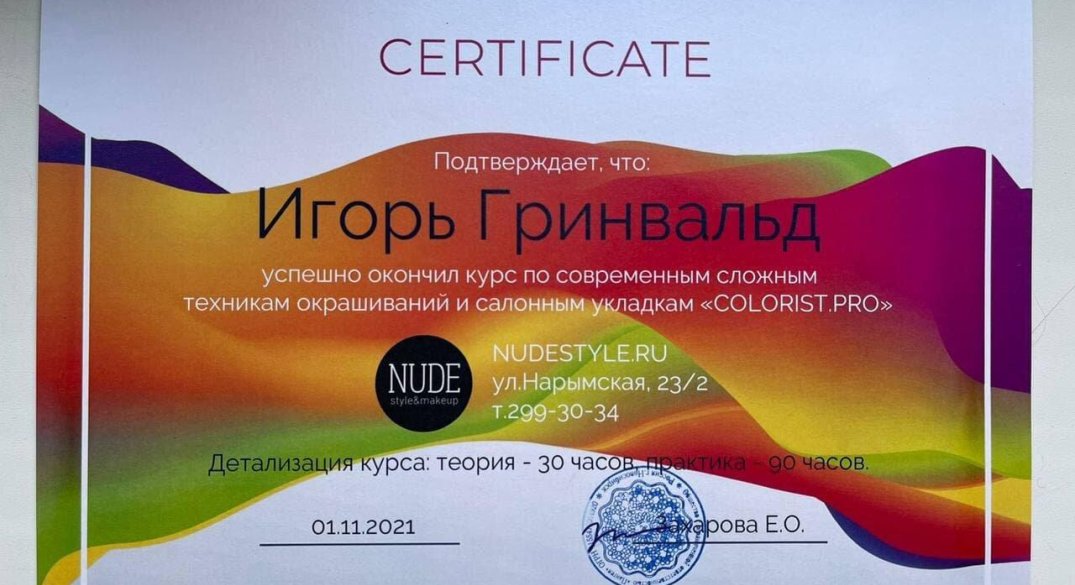 CERTIFICATE
Подтверждает, что:
Игорь Гринвальд
успешно окончил курс по современным сложным
техникам окрашиваний и салонным укладкам «COLORIST.PRO»
NUDE
style&makeup
NUDESTYLE.RU
ул.Нарымская, 23/2
т.299-30-34
Детализация курса: теория - 30 часов, практика - 90 часов.
01.11.2021
Захарова Е.О.